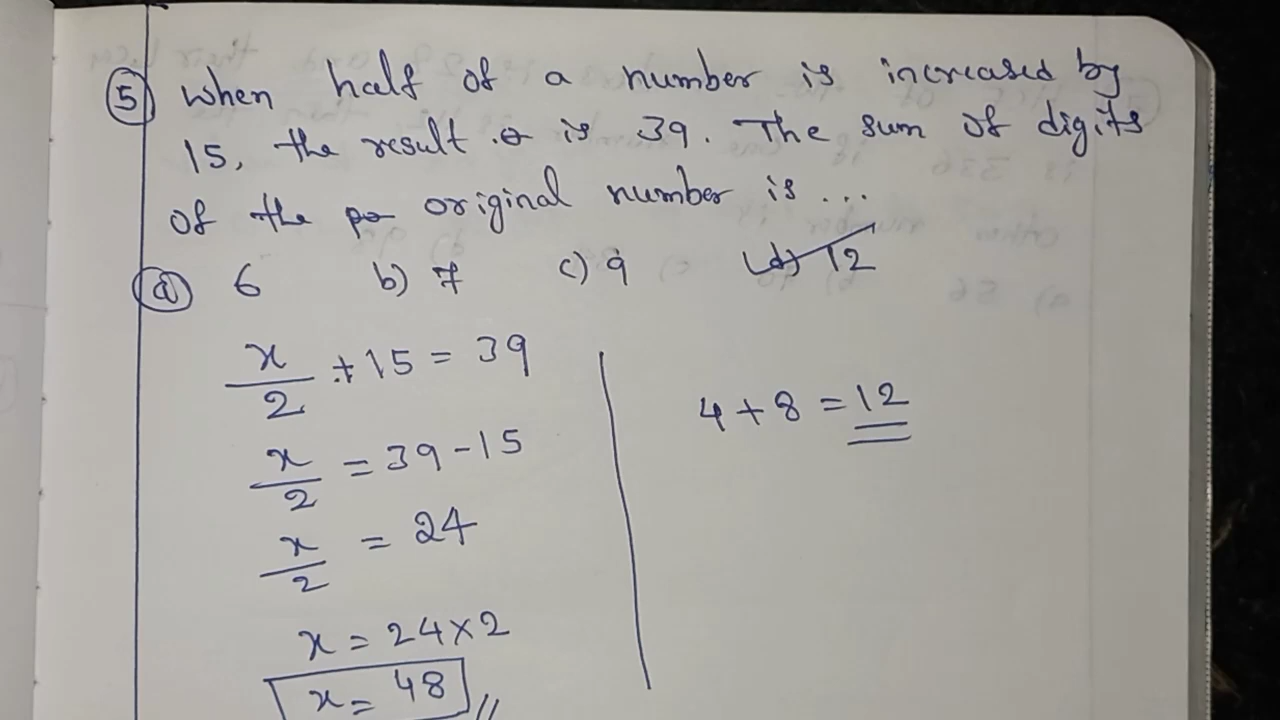 ⑤ When half of a number is increased by
15, the result is 39. The sum of digits
of the original number is ...
ⓐ 6 b) 7 c) 9 d) 12
x/2 + 15 = 39
x/2 = 39 - 15
x/2 = 24
x = 24 × 2
x = 48 //
4 + 8 = 12